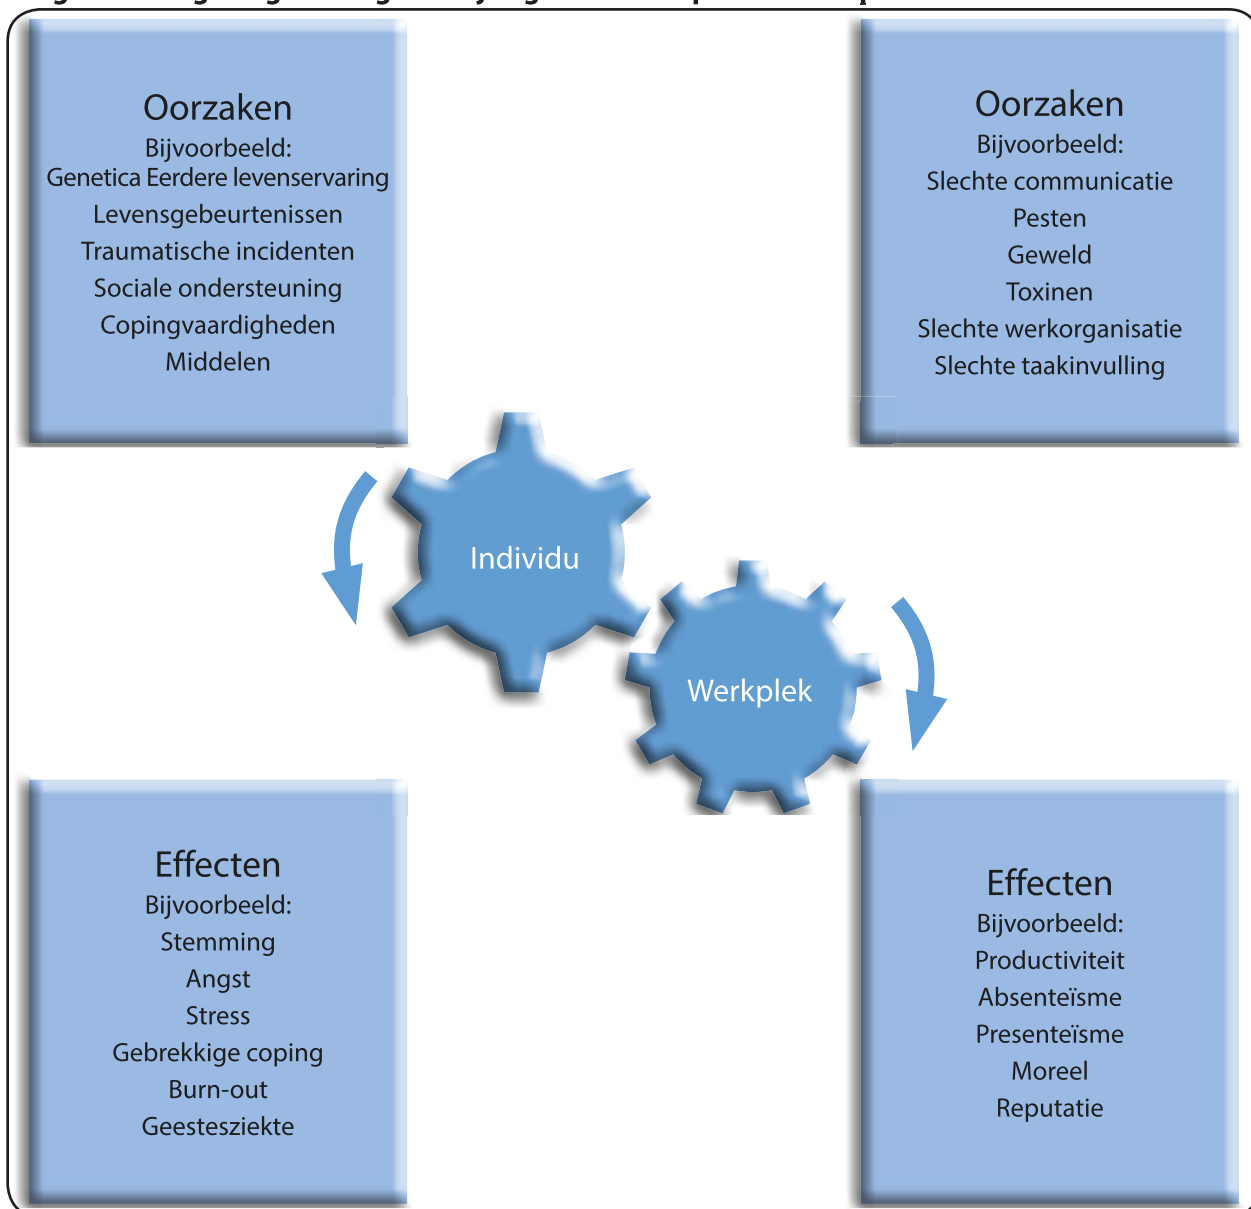 Oorzaken
Bijvoorbeeld:
Genetica Eerdere levenservaring
Levensgebeurtenissen
Traumatische incidenten
Sociale ondersteuning
Copingvaardigheden
Middelen
Oorzaken
Bijvoorbeeld:
Slechte communicatie
Pesten
Geweld
Toxinen
Slechte werkorganisatie
Slechte taakinvulling
Individu
Werkplek
Effecten
Bijvoorbeeld:
Stemming
Angst
Stress
Gebrekkige coping
Burn-out
Geestesziekte
Effecten
Bijvoorbeeld:
Productiviteit
Absenteïsme
Presenteïsme
Moreel
Reputatie